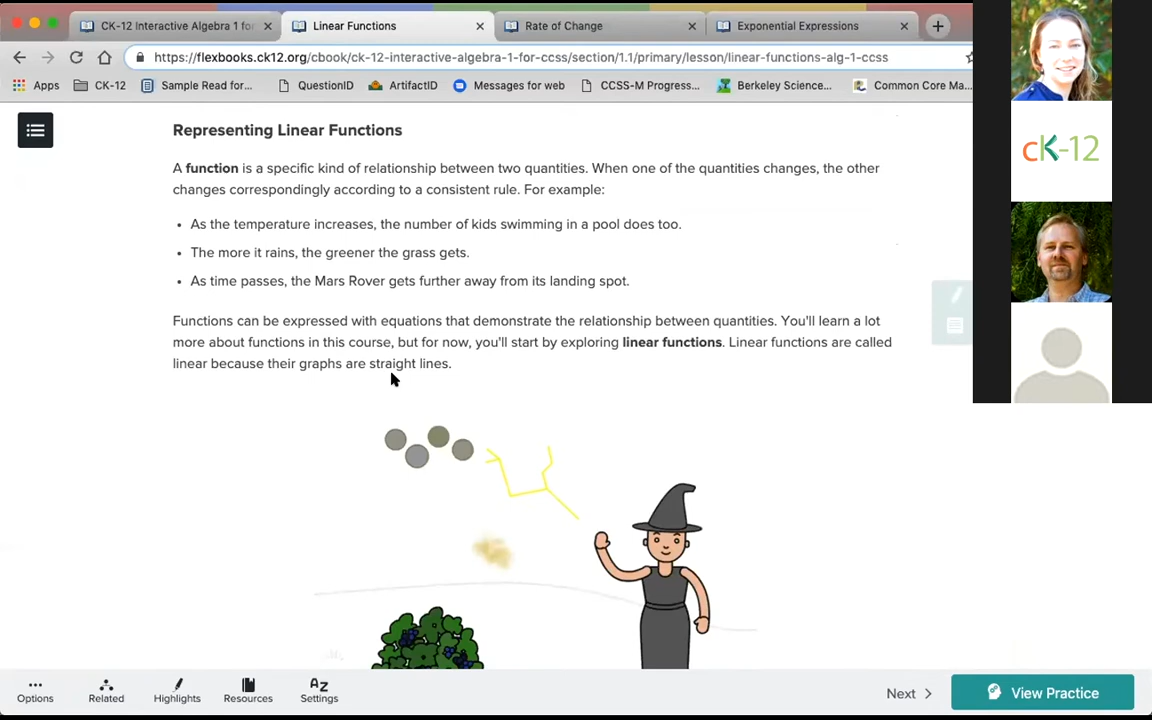 CK-12 Interactive Algebra 1 for
Linear Functions
Rate of Change
Exponential Expressions
https://flexbooks.ck12.org/cbook/ck-12-interactive-algebra-1-for-ccss/section/1.1/primary/lesson/linear-functions-alg-1-ccss
Apps
CK-12
Sample Read for...
QuestionID
ArtifactID
Messages for web
CCSS-M Progress...
Berkeley Science...
Common Core Ma...
cK-12
Representing Linear Functions
A function is a specific kind of relationship between two quantities. When one of the quantities changes, the other
changes correspondingly according to a consistent rule. For example:
• As the temperature increases, the number of kids swimming in a pool does too.
• The more it rains, the greener the grass gets.
• As time passes, the Mars Rover gets further away from its landing spot.
Functions can be expressed with equations that demonstrate the relationship between quantities. You'll learn a lot
more about functions in this course, but for now, you'll start by exploring linear functions. Linear functions are called
linear because their graphs are straight lines.
Options
Related
Highlights
Resources
AZ
Settings
Next
View Practice